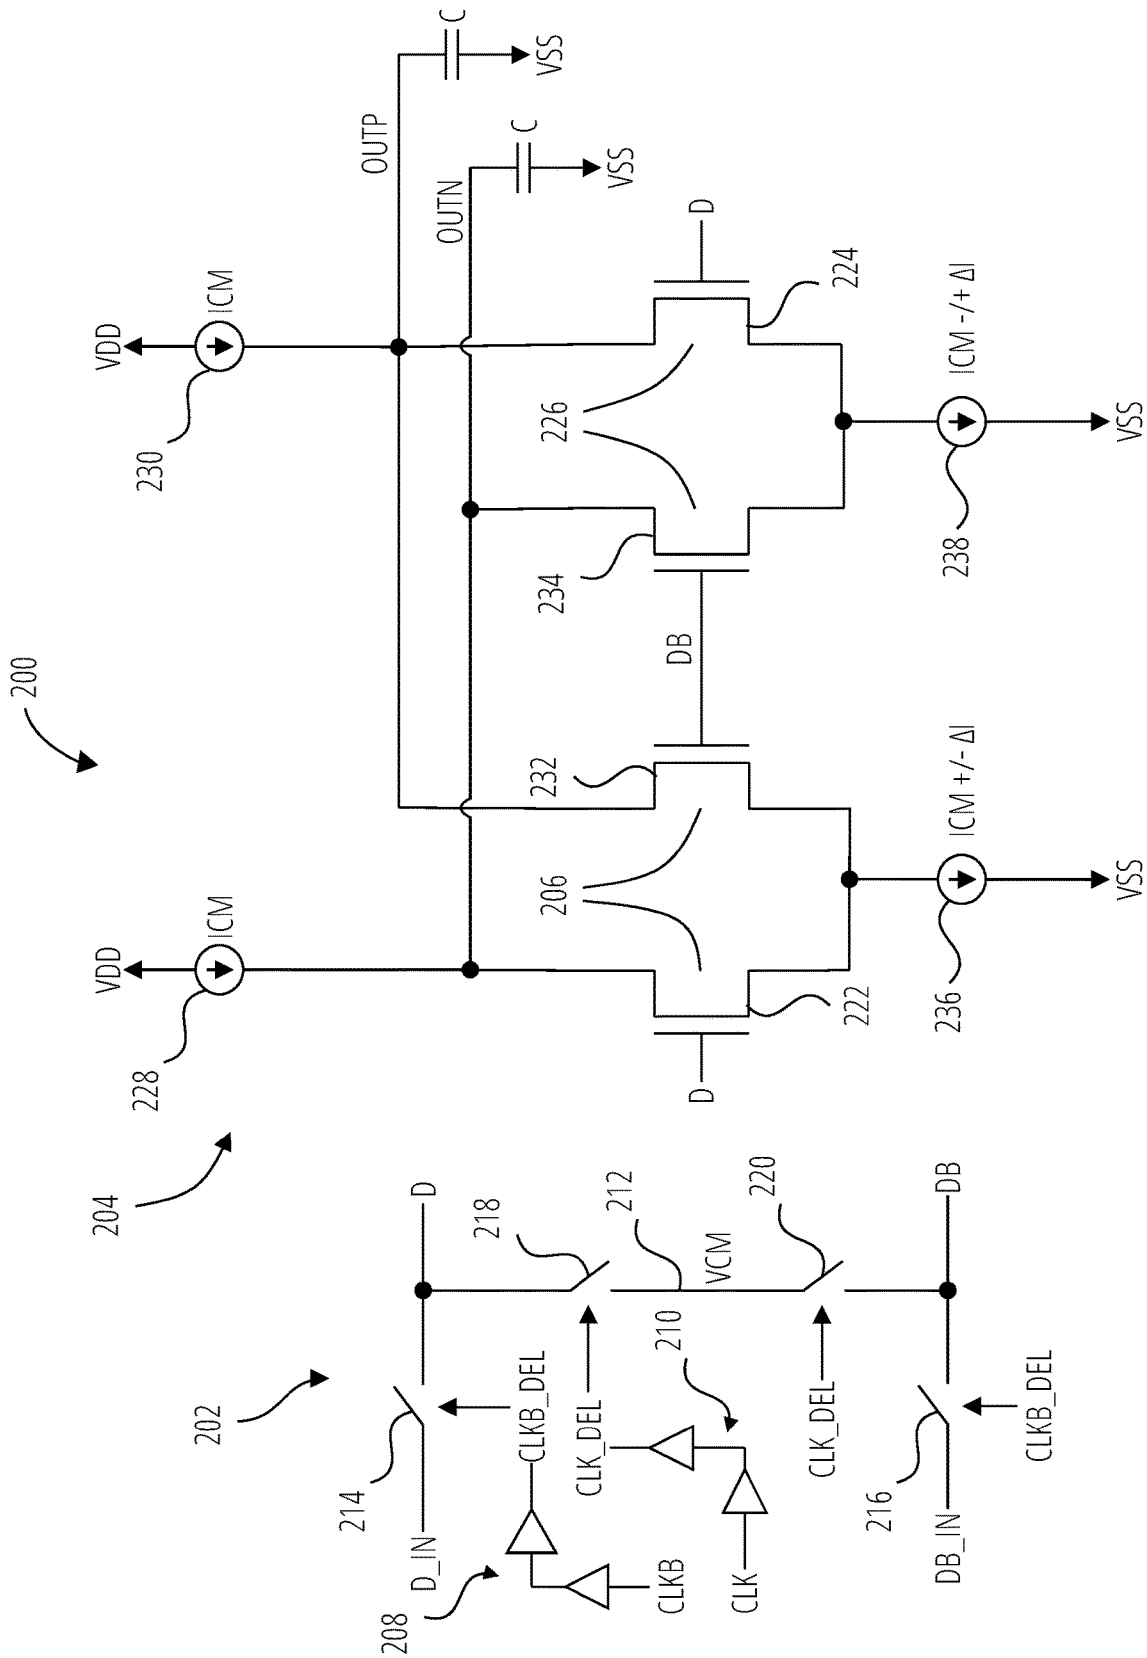 200
204
202
VDD
ICM
228
VDD
ICM
230
OUTP
C
VSS
OUTN
C
VSS
D
222
206
232
DB
234
226
224
D
ICM +/- ΔI
236
VSS
ICM -/+ ΔI
238
VSS
D_IN
214
D
CLKB_DEL
208
CLKB
CLK_DEL
218
212
210
VCM
CLK
CLK_DEL
220
DB_IN
216
DB
CLKB_DEL